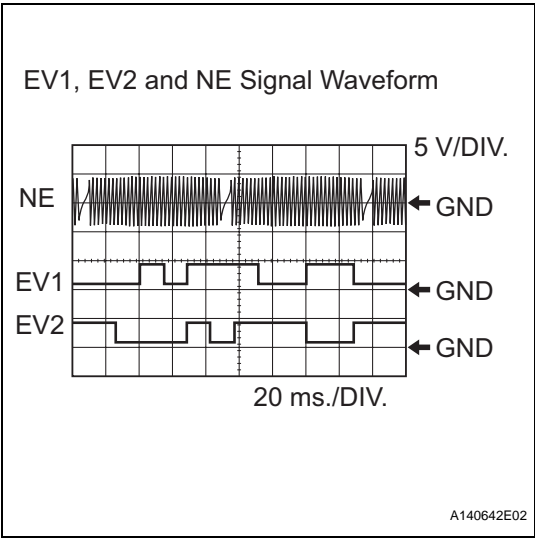 EV1, EV2 and NE Signal Waveform
5 V/DIV.
NE
GND
EV1
GND
EV2
GND
20 ms./DIV.
A140642E02